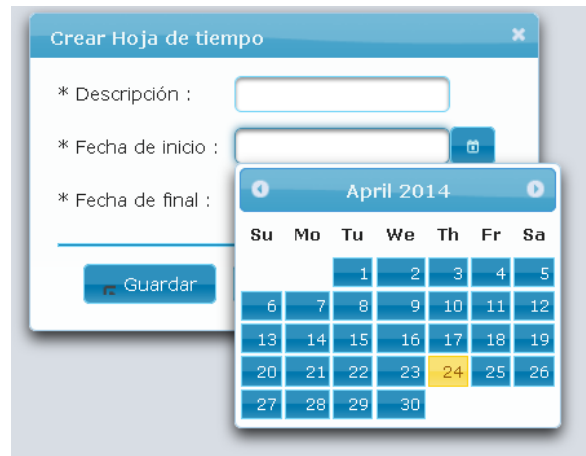 Crear Hoja de tiempo
* Descripción :
* Fecha de inicio :
* Fecha de final :
Guardar
April 2014
Su Mo Tu We Th Fr Sa
1 2 3 4 5
6 7 8 9 10 11 12
13 14 15 16 17 18 19
20 21 22 23 24 25 26
27 28 29 30